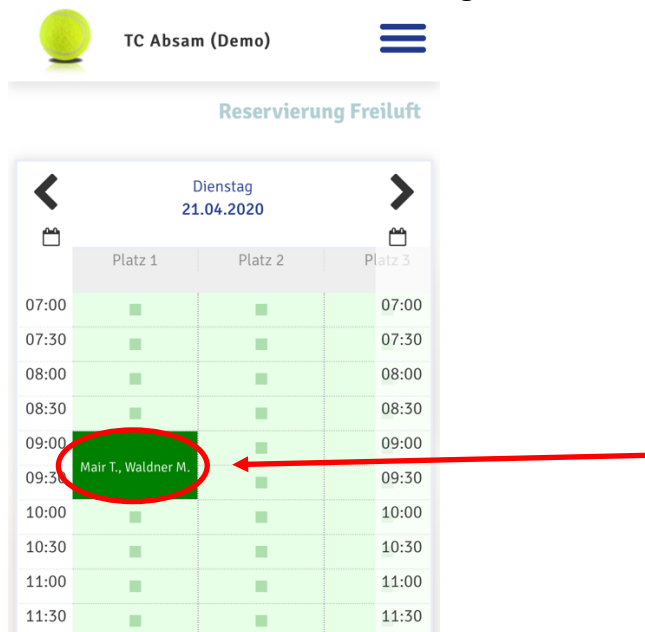 TC Absam (Demo)
Reservierung Freiluft
Dienstag
21.04.2020
Platz 1 Platz 2 Platz 3
07:00 07:00
07:30 07:30
08:00 08:00
08:30 08:30
09:00 09:00
Mair T., Waldner M.
09:30 09:30
10:00 10:00
10:30 10:30
11:00 11:00
11:30 11:30